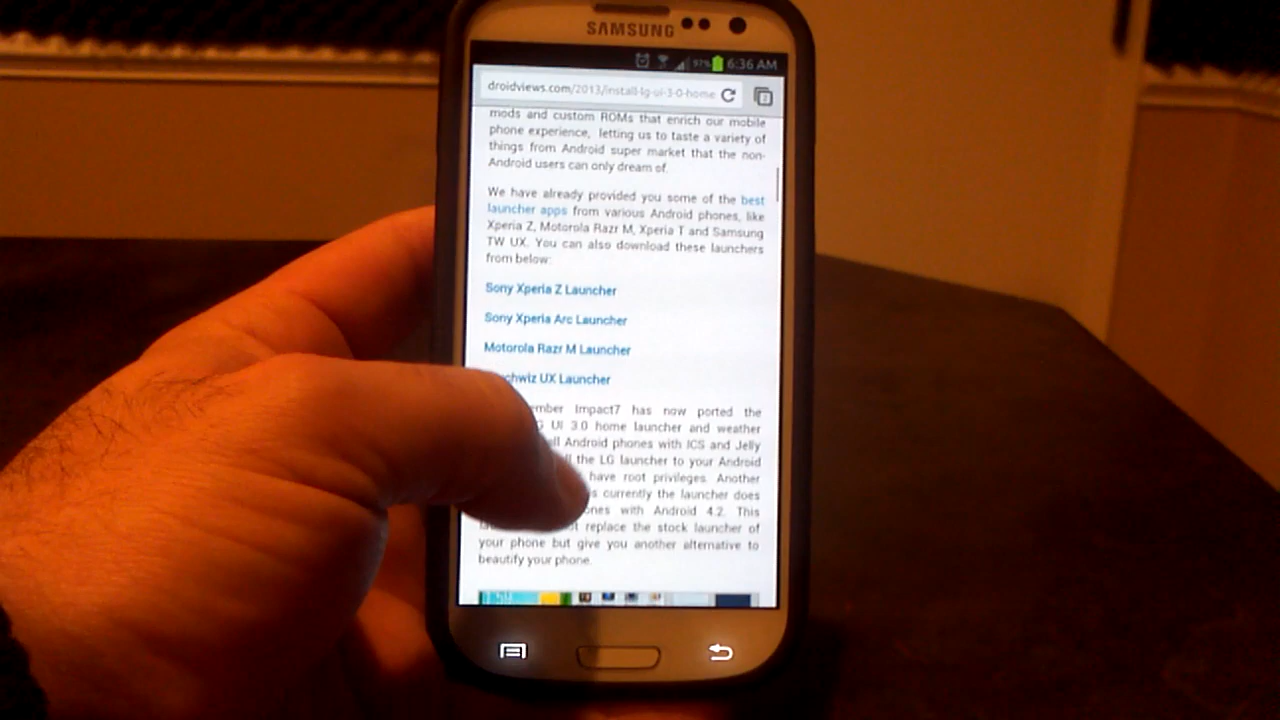 SAMSUNG
97% 6:36 AM
droidviews.com/2013/install-lg-ui-3-0-home
mods and custom ROMs that enrich our mobile
phone experience, letting us to taste a variety of
things from Android super market that the non-
Android users can only dream of.
We have already provided you some of the best
launcher apps from various Android phones, like
Xperia Z, Motorola Razr M, Xperia T and Samsung
TW UX. You can also download these launchers
from below:
Sony Xperia Z Launcher
Sony Xperia Arc Launcher
Motorola Razr M Launcher
UX Launcher
Impact7 has now ported the
UI 3.0 home launcher and weather
Android phones with ICS and Jelly
the LG launcher to your Android
have root privileges. Another
currently the launcher does
with Android 4.2. This
replace the stock launcher of
your phone but give you another alternative to
beautify your phone.